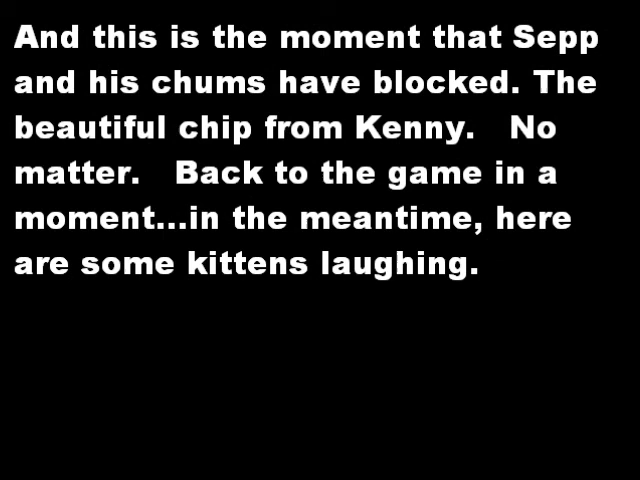 And this is the moment that Sepp
and his chums have blocked. The
beautiful chip from Kenny.   No
matter.   Back to the game in a
moment...in the meantime, here
are some kittens laughing.